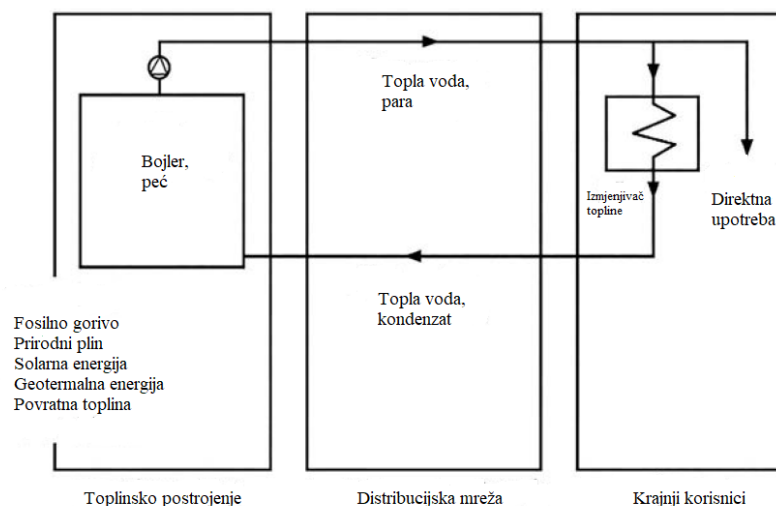 Topla voda,
para
Bojler,
peć
Izmjenjivač
topline
Direktna
upotreba
Topla voda,
kondenzat
Fosilno gorivo
Prirodni plin
Solarna energija
Geotermalna energija
Povratna toplina
Toplinsko postrojenje
Distribucijska mreža
Krajnji korisnici